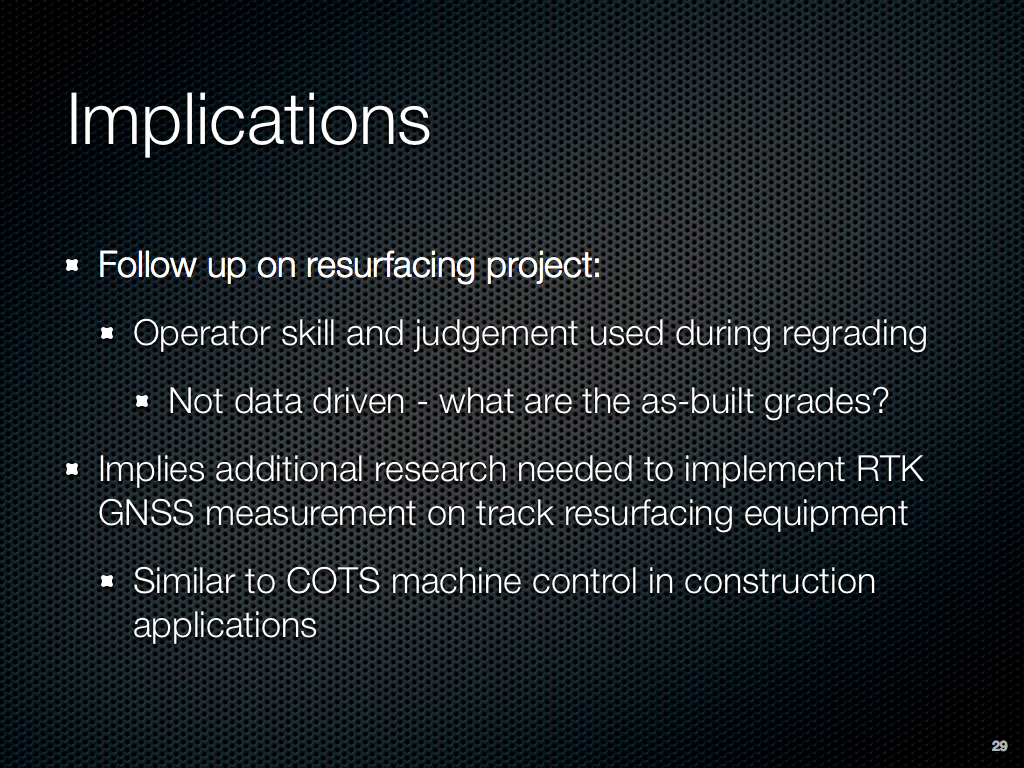 Implications
Follow up on resurfacing project:
Operator skill and judgement used during regrading
Not data driven - what are the as-built grades?
Implies additional research needed to implement RTK
GNSS measurement on track resurfacing equipment
Similar to COTS machine control in construction
applications
29